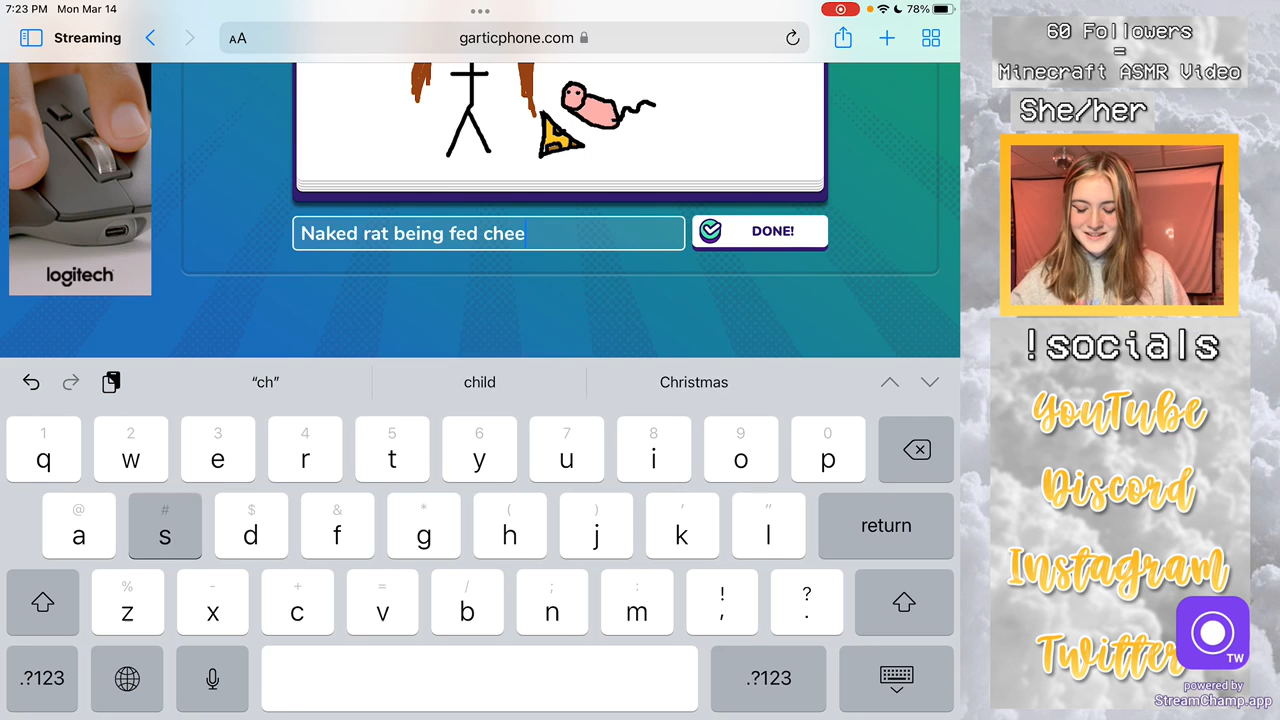 7:23 PM Mon Mar 14
78%
Streaming
AA
garticphone.com
60 Followers
=
Minecraft ASMR Video
She/her
logitech
Naked rat being fed chee
DONE!
!socials
YouTube
Discord
Instagram
Twitter
TW
powered by
StreamChamp.app
"ch" child Christmas
1 2 3 4 5 6 7 8 9 0
q w e r t y u i o p
@ # $ & * ( ) ' "
a s d f g h j k l return
% - + = / ; : ! ?
z x c v b n m , .
.?123 .?123